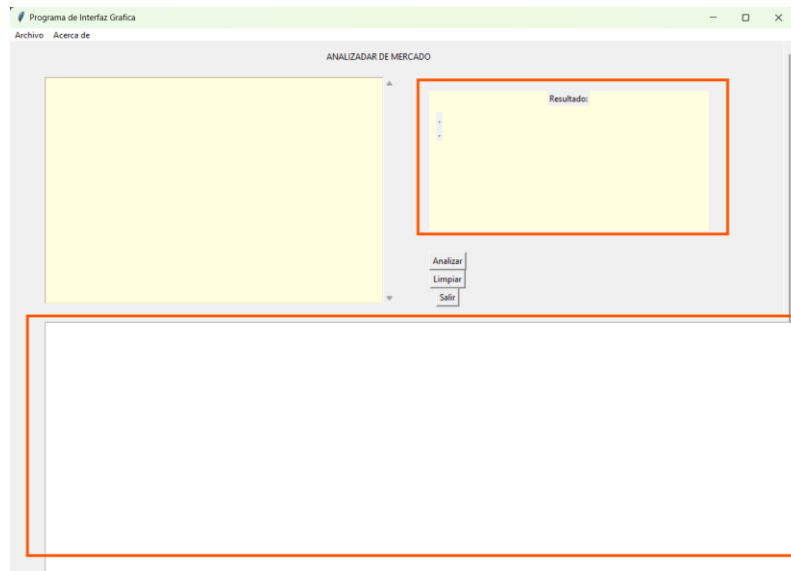 Programa de Interfaz Grafica
Archivo Acerca de
ANALIZADAR DE MERCADO
Resultado:
.
.
Analizar
Limpiar
Salir